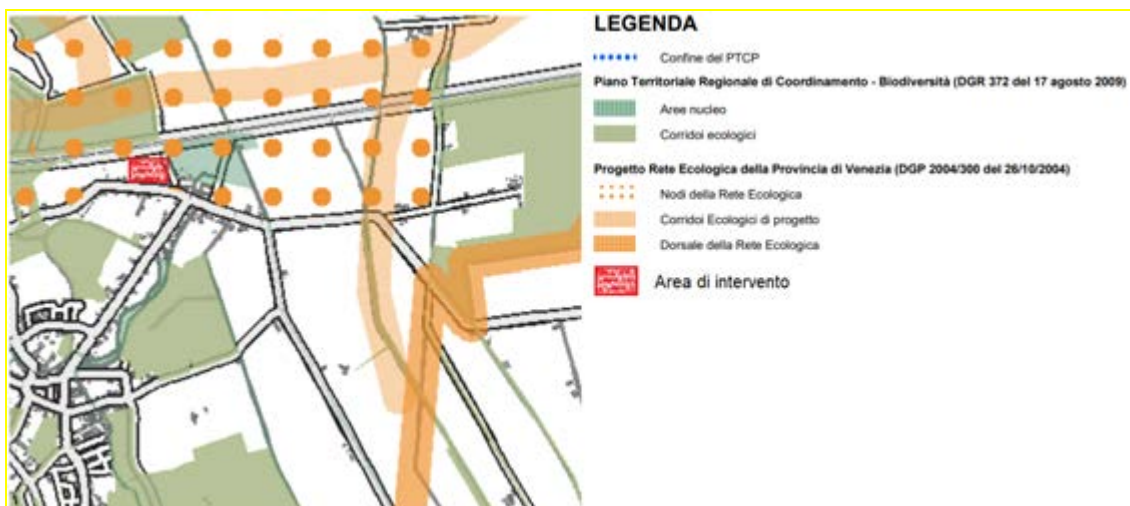 LEGENDA
Confine del PTCP
Piano Territoriale Regionale di Coordinamento - Biodiversità (DGR 372 del 17 agosto 2009)
Aree nucleo
Corridoi ecologici
Progetto Rete Ecologica della Provincia di Venezia (DGP 2004/300 del 26/10/2004)
Nodi della Rete Ecologica
Corridoi Ecologici di progetto
Dorsale della Rete Ecologica
Area di intervento